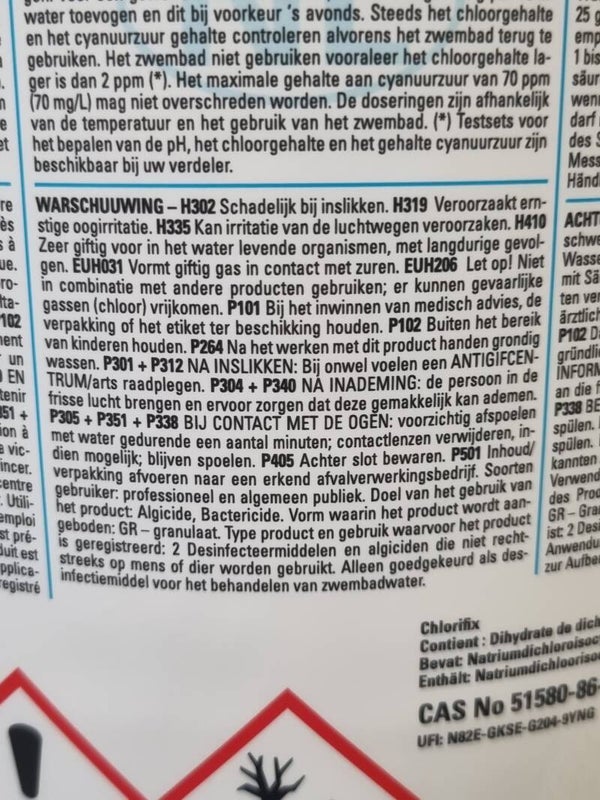 water toevogen en dit bij voorkeur 's avonds. Steeds het chloorgehalte
en het cyanuurzuur gehalte controleren alvorens het zwembad terug te
gebruiken. Het zwembad niet gebruiken vooraleer het chloorgehalte la-
ger is dan 2 ppm (*). Het maximale gehalte aan cyanuurzuur van 70 ppm
(70 mg/L) mag niet overschreden worden. De doseringen zijn afhankelijk
van de temperatuur en het gebruik van het zwembad. (*) Testsets voor
het bepalen van de pH, het chloorgehalte en het gehalte cyanuurzuur zijn
beschikbaar bij uw verdeler.
WARSCHUUWING – H302 Schadelijk bij inslikken. H319 Veroorzaakt ern-
stige oogirritatie. H335 Kan irritatie van de luchtwegen veroorzaken. H410
Zeer giftig voor in het water levende organismen, met langdurige gevol-
gen. EUH031 Vormt giftig gas in contact met zuren. EUH206 Let op! Niet
in combinatie met andere producten gebruiken; er kunnen gevaarlijke
gassen (chloor) vrijkomen. P101 Bij het inwinnen van medisch advies, de
verpakking of het etiket ter beschikking houden. P102 Buiten het bereik
van kinderen houden. P264 Na het werken met dit product handen grondig
wassen. P301 + P312 NA INSLIKKEN: Bij onwel voelen een ANTIGIFCEN-
TRUM/arts raadplegen. P304 + P340 NA INADEMING: de persoon in de
frisse lucht brengen en ervoor zorgen dat deze gemakkelijk kan ademen.
P305 + P351 + P338 BIJ CONTACT MET DE OGEN: voorzichtig afspoelen
met water gedurende een aantal minuten; contactlenzen verwijderen, in-
dien mogelijk; blijven spoelen. P405 Achter slot bewaren. P501 Inhoud/
verpakking afvoeren naar een erkend afvalverwerkingsbedrijf. Soorten
gebruiker: professioneel en algemeen publiek. Doel van het gebruik van
het product: Algicide, Bactericide. Vorm waarin het product wordt aan-
geboden: GR – granulaat. Type product en gebruik waarvoor het product
is geregistreerd: 2 Desinfecteermiddelen en algiciden die niet recht-
streeks op mens of dier worden gebruikt. Alleen goedgekeurd als des-
infectiemiddel voor het behandelen van zwembadwater.
Chlorifix
Contient : Dihydrate de dich
Bevat: Natriumdichloroisoc
Enthält: Natriumdichlooriso
CAS No 51580-86-
UFI: N82E-GKSE-G204-9YNG